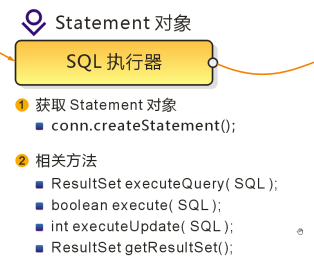 Statement 对象
SQL 执行器
1 获取 Statement 对象
conn.createStatement();
2 相关方法
ResultSet executeQuery( SQL );
boolean execute( SQL );
int executeUpdate( SQL );
ResultSet getResultSet();